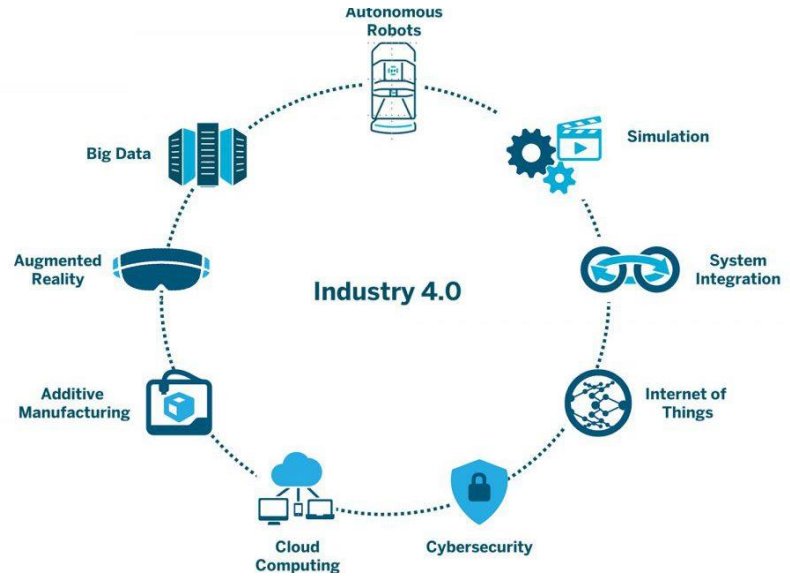 Autonomous
Robots
Simulation
Big Data
System
Integration
Augmented
Reality
Industry 4.0
Internet of
Things
Additive
Manufacturing
Cybersecurity
Cloud
Computing